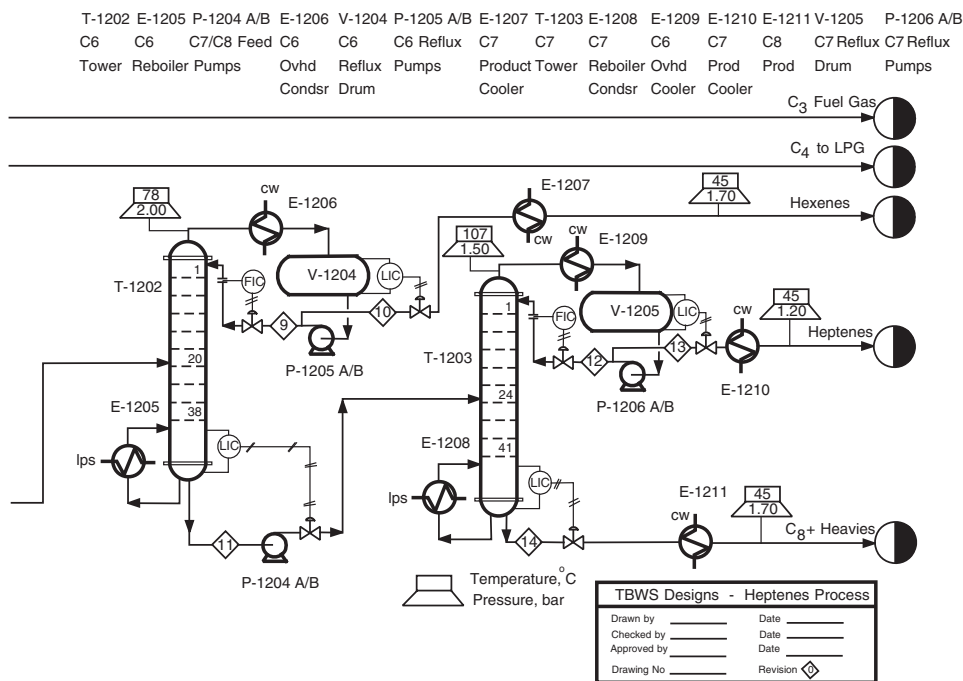 T-1202 E-1205 P-1204 A/B E-1206 V-1204 P-1205 A/B E-1207 T-1203 E-1208 E-1209 E-1210 E-1211 V-1205 P-1206 A/B
C6 C6 C7/C8 Feed C6 C6 C6 Reflux C7 C7 C7 C6 C7 C8 C7 Reflux C7 Reflux
Tower Reboiler Pumps Ovhd Reflux Pumps Product Tower Reboiler Ovhd Prod Prod Drum Pumps
Condsr Drum Cooler Condsr Cooler Cooler
C3 Fuel Gas
C4 to LPG
78
2.00
cw
E-1206
E-1207
cw
cw
45
1.70
Hexenes
107
1.50
cw
E-1209
T-1202
1
FIC
V-1204
LIC
9
10
P-1205 A/B
20
38
E-1205
lps
LIC
11
P-1204 A/B
T-1203
1
FIC
V-1205
LIC
12
13
P-1206 A/B
cw
E-1210
45
1.20
Heptenes
24
41
E-1208
lps
LIC
14
cw
E-1211
45
1.70
C8+ Heavies
Temperature, °C
Pressure, bar
TBWS Designs - Heptenes Process
Drawn by Date
Checked by Date
Approved by Date
Drawing No Revision 0